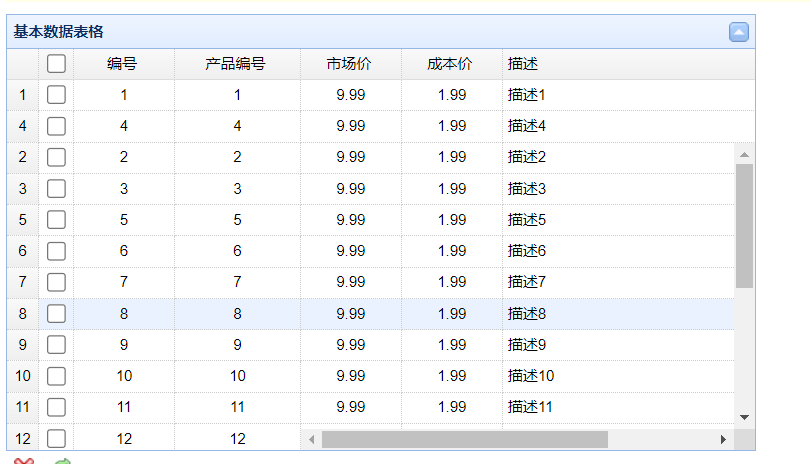 基本数据表格
编号 产品编号 市场价 成本价 描述
1 1 1 9.99 1.99 描述1
4 4 4 9.99 1.99 描述4
2 2 2 9.99 1.99 描述2
3 3 3 9.99 1.99 描述3
5 5 5 9.99 1.99 描述5
6 6 6 9.99 1.99 描述6
7 7 7 9.99 1.99 描述7
8 8 8 9.99 1.99 描述8
9 9 9 9.99 1.99 描述9
10 10 10 9.99 1.99 描述10
11 11 11 9.99 1.99 描述11
12 12 12